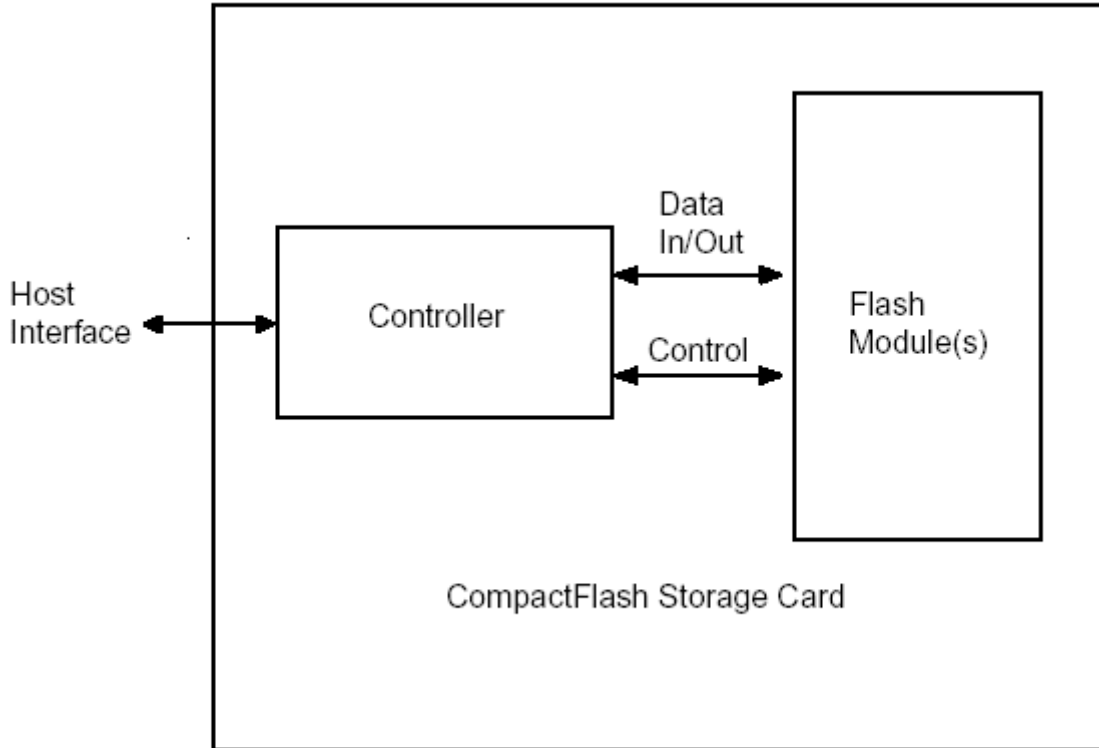 Host
Interface
Controller
Data
In/Out
Control
Flash
Module(s)
CompactFlash Storage Card